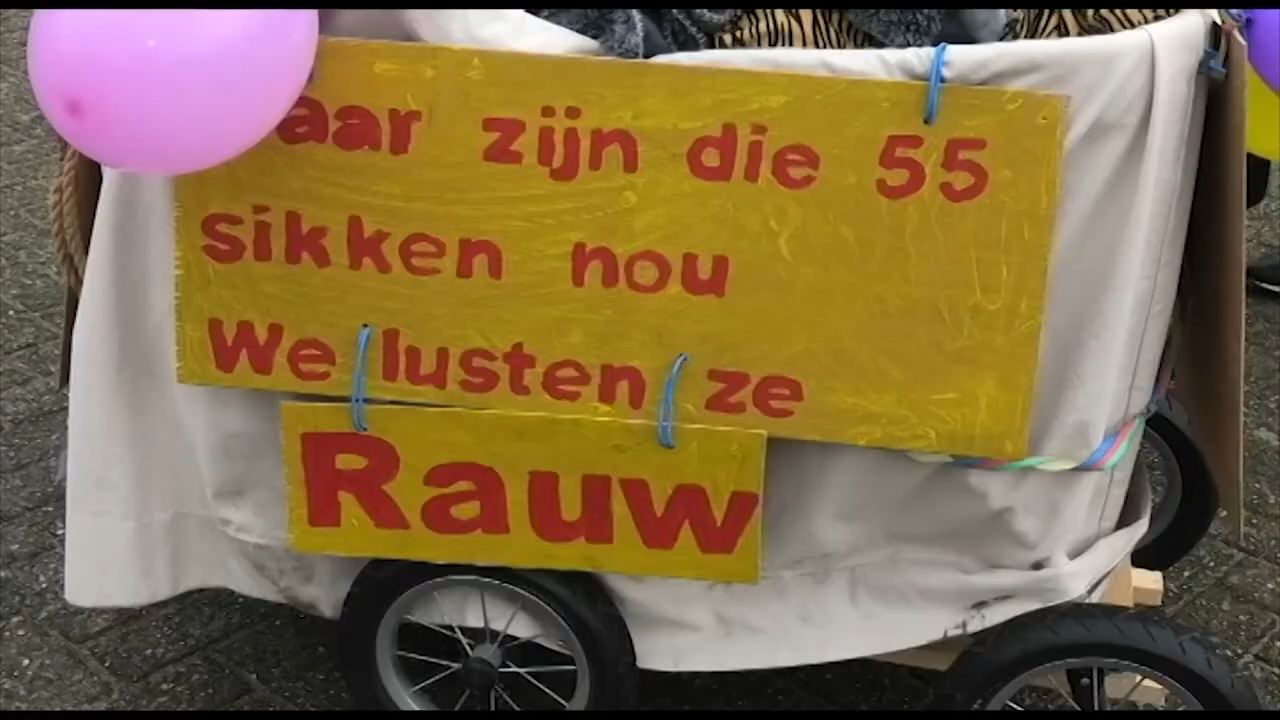 aar zijn die 55
sikken nou
We lusten ze
Rauw